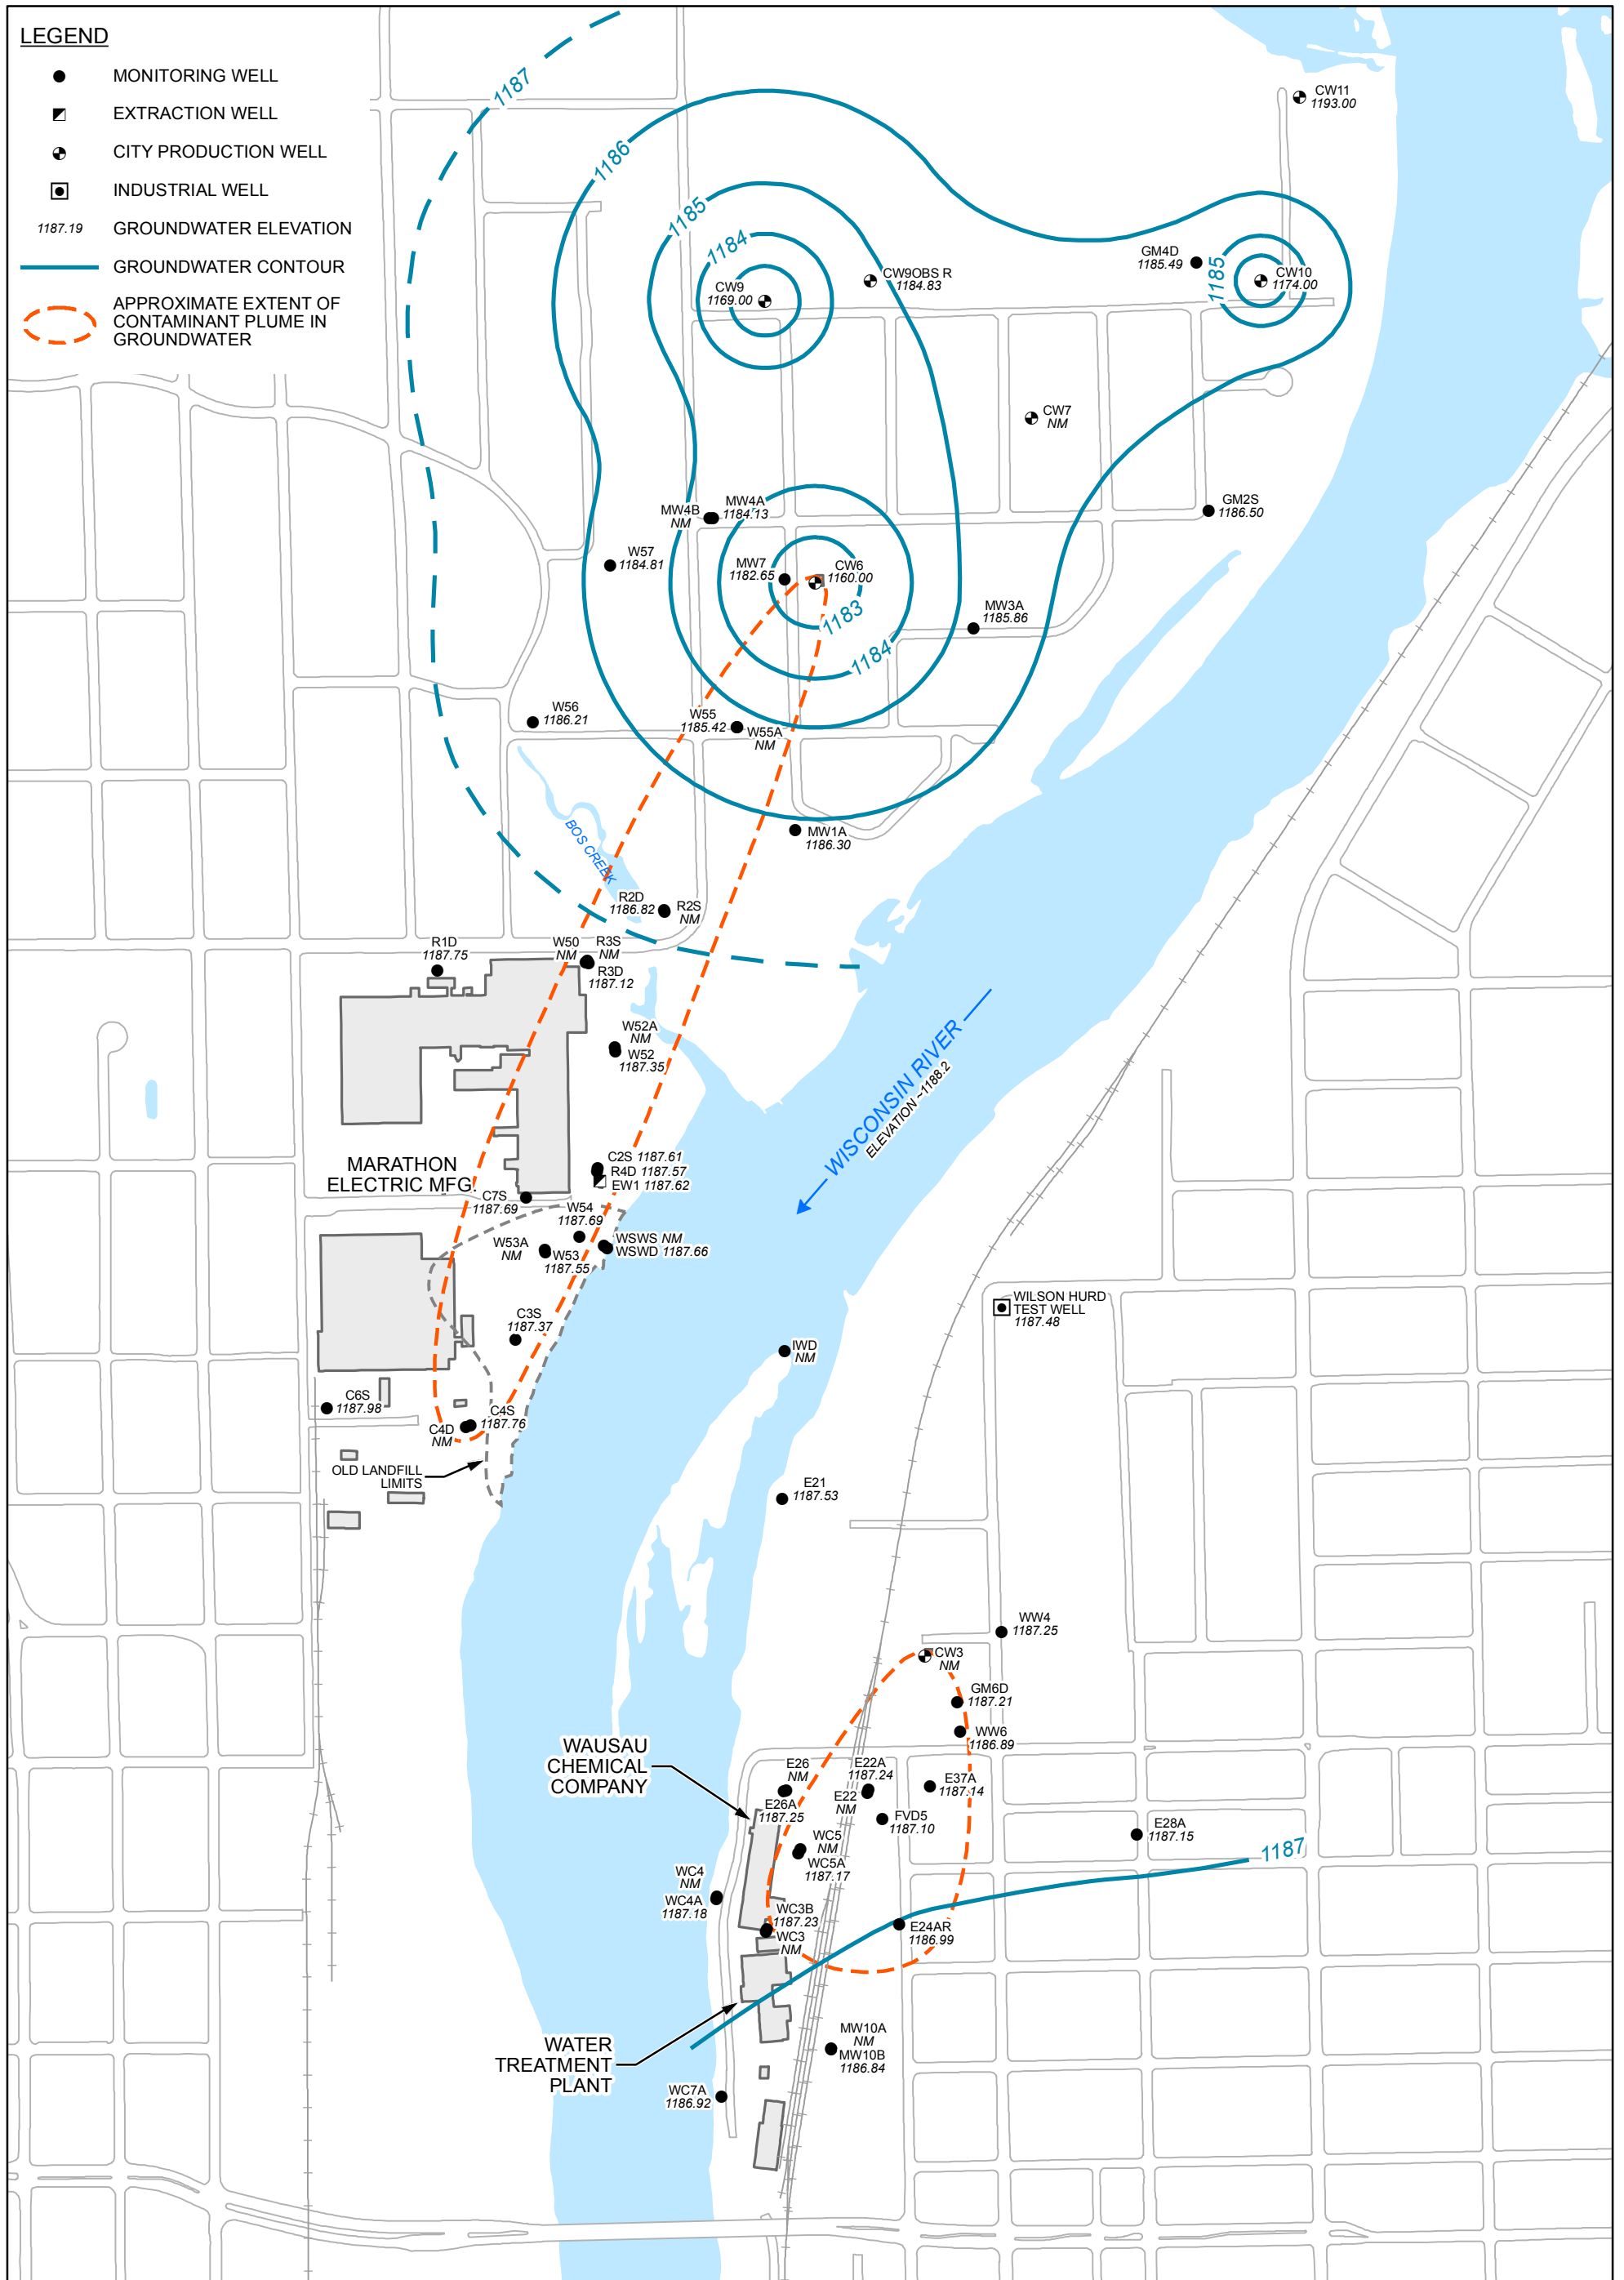 LEGEND
MONITORING WELL
EXTRACTION WELL
CITY PRODUCTION WELL
INDUSTRIAL WELL
1187.19 GROUNDWATER ELEVATION
GROUNDWATER CONTOUR
APPROXIMATE EXTENT OF
CONTAMINANT PLUME IN
GROUNDWATER
1187
1186
1185
1184
CW11
1193.00
GM4D
1185.49
1185
CW10
1174.00
CW9
1169.00
CW9OBS R
1184.83
CW7
NM
MW4A
1184.13
MW4B
NM
GM2S
1186.50
W57
1184.81
MW7
1182.65
CW6
1160.00
1183
1184
MW3A
1185.86
W56
1186.21
W55
1185.42
W55A
NM
BOS CREEK
MW1A
1186.30
R2D
1186.82
R2S
NM
R1D
1187.75
W50
NM
R3S
NM
R3D
1187.12
W52A
NM
W52
1187.35
WISCONSIN RIVER
ELEVATION ~1188.2
MARATHON
ELECTRIC MFG.
C2S 1187.61
R4D 1187.57
EW1 1187.62
C7S
1187.69
W54
1187.69
W53A
NM
W53
1187.55
WSWS NM
WSWD 1187.66
WILSON HURD
TEST WELL
1187.48
C3S
1187.37
IWD
NM
C6S
1187.98
C4S
1187.76
C4D
NM
OLD LANDFILL
LIMITS
E21
1187.53
WW4
1187.25
CW3
NM
GM6D
1187.21
WW6
1186.89
WAUSAU
CHEMICAL
COMPANY
E26
NM
E26A
1187.25
E22A
1187.24
E22
NM
E37A
1187.14
FVD5
1187.10
E28A
1187.15
WC5
NM
WC5A
1187.17
1187
WC4
NM
WC4A
1187.18
WC3B
1187.23
WC3
NM
E24AR
1186.99
WATER
TREATMENT
PLANT
MW10A
NM
MW10B
1186.84
WC7A
1186.92